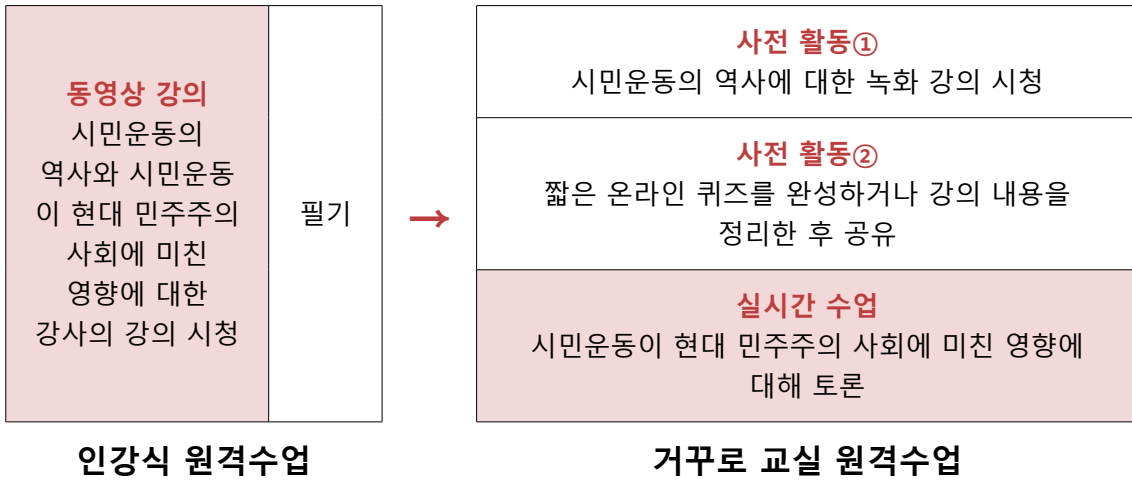 동영상 강의
시민운동의
역사와 시민운동
이 현대 민주주의
사회에 미친
영향에 대한
강사의 강의 시청
필기
→
사전 활동①
시민운동의 역사에 대한 녹화 강의 시청
사전 활동②
짧은 온라인 퀴즈를 완성하거나 강의 내용을
정리한 후 공유
실시간 수업
시민운동이 현대 민주주의 사회에 미친 영향에
대해 토론
인강식 원격수업
거꾸로 교실 원격수업